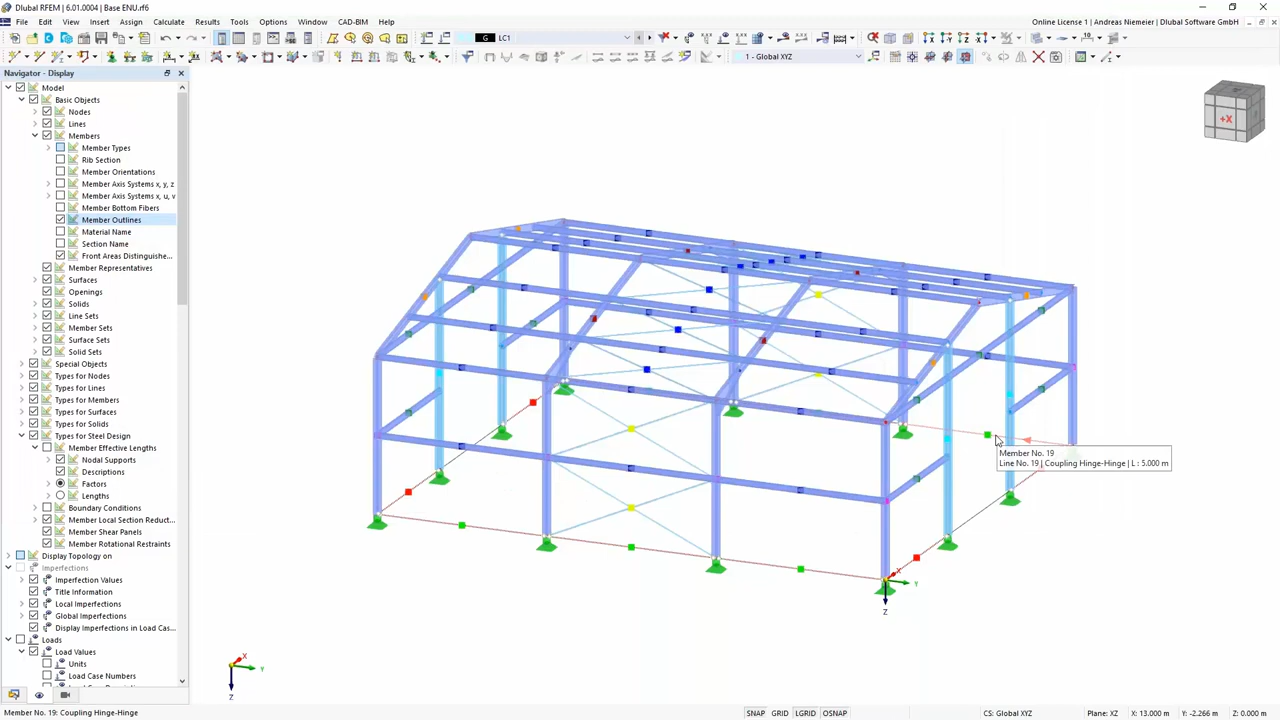 Dlubal RFEM | 6.01.0004 | Base ENU.rf6
File Edit View Insert Assign Calculate Results Tools Options Window CAD-BIM Help
Online License 1 | Andreas Niemeier | Dlubal Software GmbH
G LC1
1 - Global XYZ
Navigator - Display
Model
Basic Objects
Nodes
Lines
Members
Member Types
Rib Section
Member Orientations
Member Axis Systems x, y, z
Member Axis Systems x, u, v
Member Bottom Fibers
Member Outlines
Material Name
Section Name
Front Areas Distinguishe...
Member Representatives
Surfaces
Openings
Solids
Line Sets
Member Sets
Surface Sets
Solid Sets
Special Objects
Types for Nodes
Types for Lines
Types for Members
Types for Surfaces
Types for Solids
Types for Steel Design
Member Effective Lengths
Nodal Supports
Descriptions
Factors
Lengths
Boundary Conditions
Member Local Section Reduct...
Member Shear Panels
Member Rotational Restraints
Display Topology on
Imperfections
Imperfection Values
Title Information
Local Imperfections
Global Imperfections
Display Imperfections in Load Cas...
Loads
Load Values
Units
Load Case Numbers
+X
Member No. 19
Line No. 19 | Coupling Hinge-Hinge | L : 5.000 m
X
Y
Z
X
Y
Z
Member No. 19: Coupling Hinge-Hinge
SNAP GRID LGRID OSNAP
CS: Global XYZ Plane: XZ X: 13.000 m Y: -2.266 m Z: 0.000 m